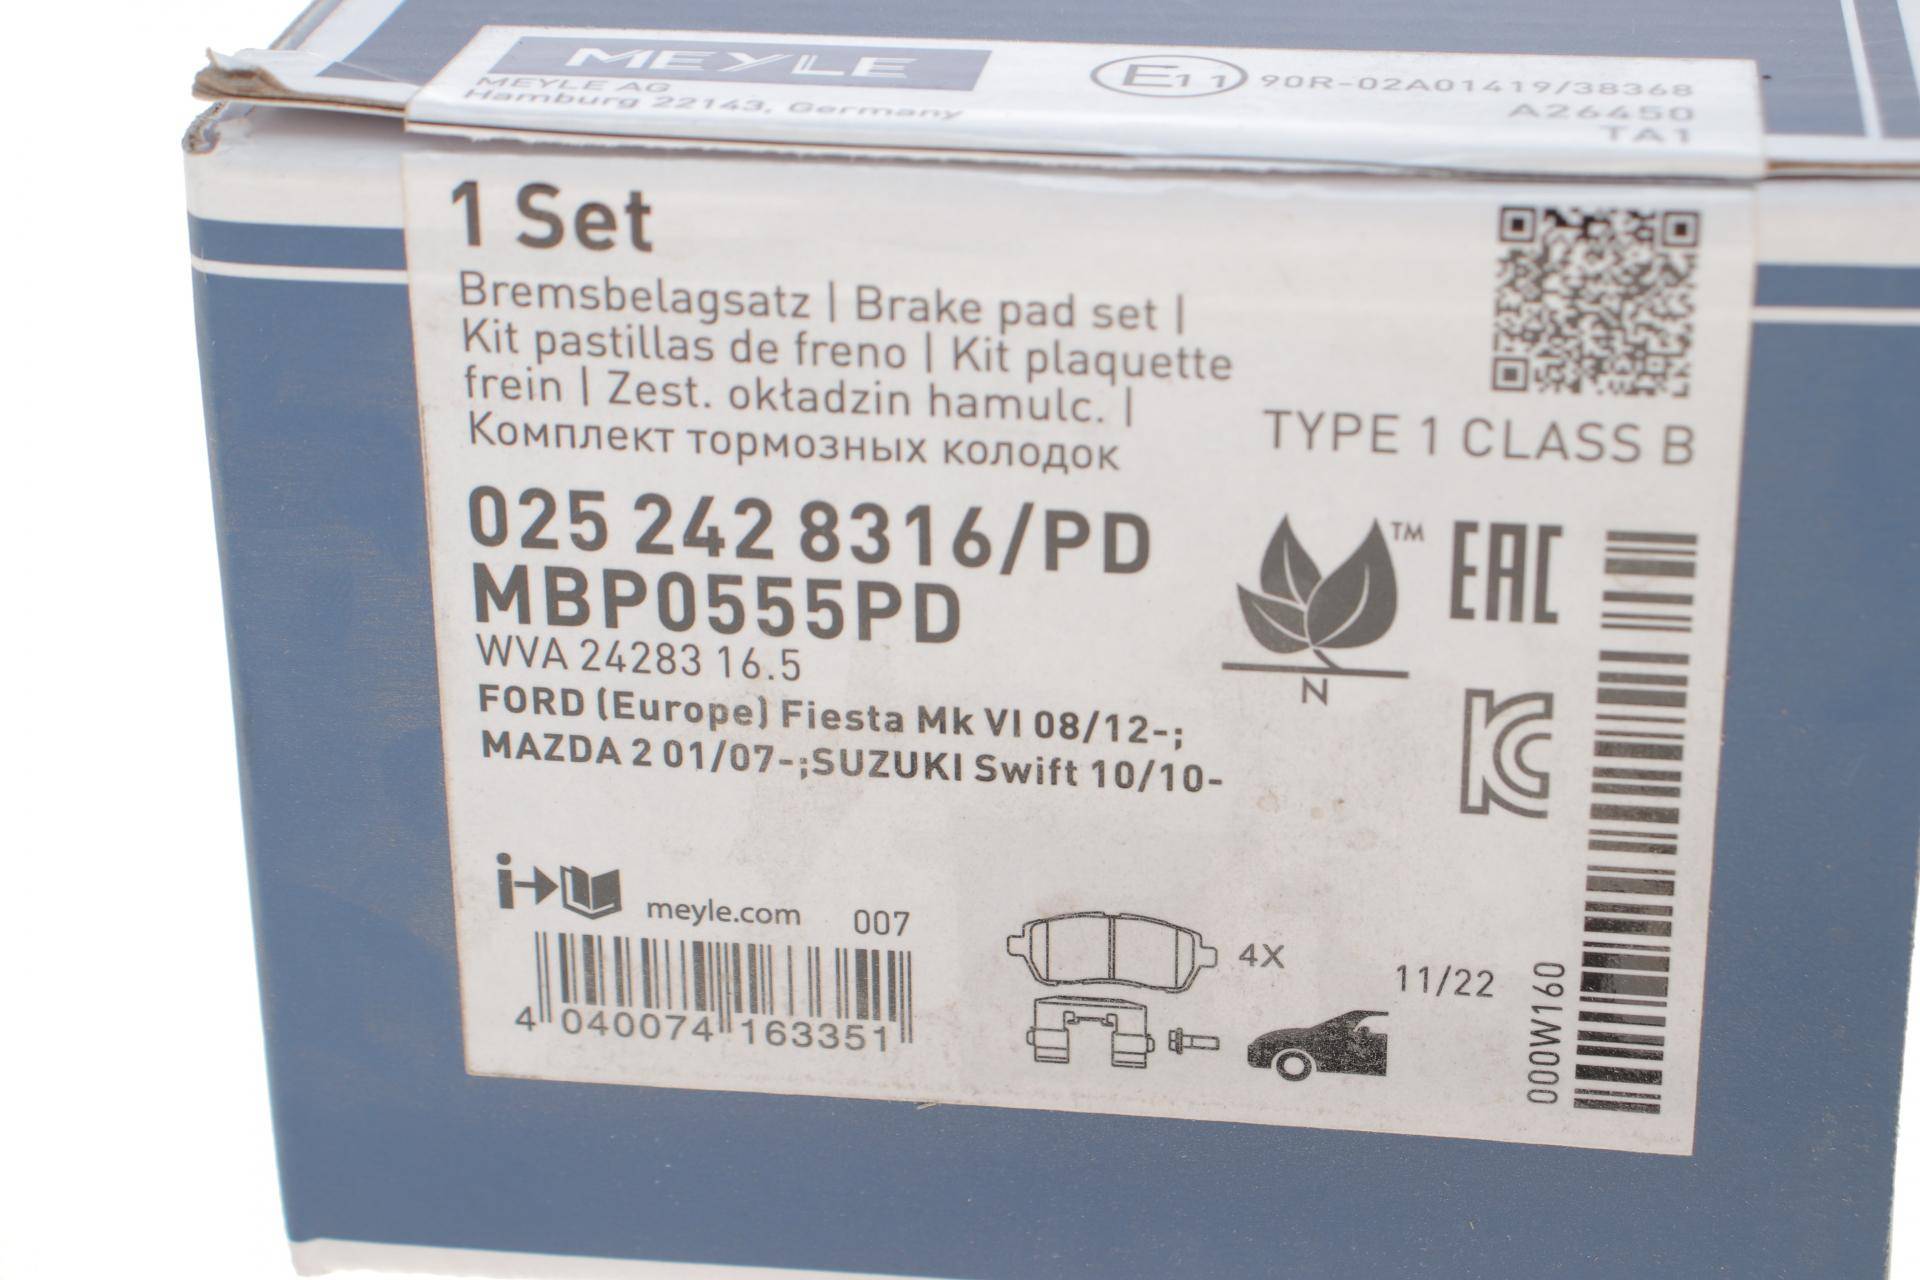 MEYLE
MEYLE AG
Hamburg 22143, Germany
E11 90R-02A01419/38368
A26450
TA1
1 Set
Bremsbelagsatz | Brake pad set |
Kit pastillas de freno | Kit plaquette
frein | Zest. okładzin hamulc. |
Комплект тормозных колодок
TYPE 1 CLASS B
025 242 8316/PD
MBP0555PD
WVA 24283 16.5
FORD (Europe) Fiesta Mk VI 08/12-;
MAZDA 2 01/07-;SUZUKI Swift 10/10-
™
N
EAC
KC
i
meyle.com 007
4 040074 163351
4X
11/22
000W160